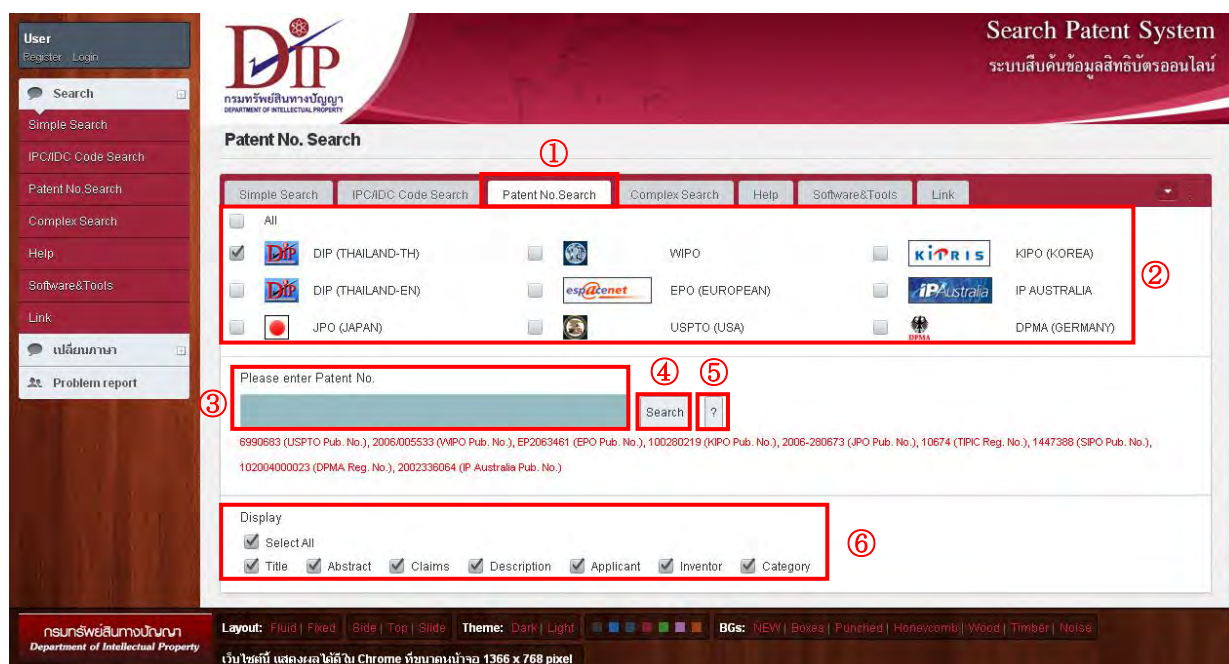 User
Register Login
Search
Simple Search
IPC/IDC Code Search
Patent No.Search
Complex Search
Help
Software&Tools
Link
เปลี่ยนภาษา
Problem report
DIP
กรมทรัพย์สินทางปัญญา
DEPARTMENT OF INTELLECTUAL PROPERTY
Search Patent System
ระบบสืบค้นข้อมูลสิทธิบัตรออนไลน์
Patent No. Search
①
Simple Search IPC/IDC Code Search Patent No.Search Complex Search Help Software&Tools Link
All
DIP DIP (THAILAND-TH) WIPO KIPRIS KIPO (KOREA)
②
DIP DIP (THAILAND-EN) espacenet EPO (EUROPEAN) iP Australia IP AUSTRALIA
JPO (JAPAN) USPTO (USA) DPMA DPMA (GERMANY)
Please enter Patent No.
③ ④ ⑤
Search ?
6990683 (USPTO Pub. No.), 2006/005533 (WIPO Pub. No.), EP2063461 (EPO Pub. No.), 100280219 (KIPO Pub. No.), 2006-280673 (JPO Pub. No.), 10674 (TIPIC Reg. No.), 1447388 (SIPO Pub. No.),
102004000023 (DPMA Reg. No.), 2002336064 (IP Australia Pub. No.)
Display
Select All
⑥
Title Abstract Claims Description Applicant Inventor Category
กรมทรัพย์สินทางปัญญา
Department of Intellectual Property
Layout: Fluid | Fixed Side | Top | Slide Theme: Dark | Light BGs: NEW | Boxes | Punched | Honeycomb | Wood | Timber | Noise
เว็บไซต์นี้ แสดงผลได้ดีใน Chrome ที่ขนาดหน้าจอ 1366 x 768 pixel